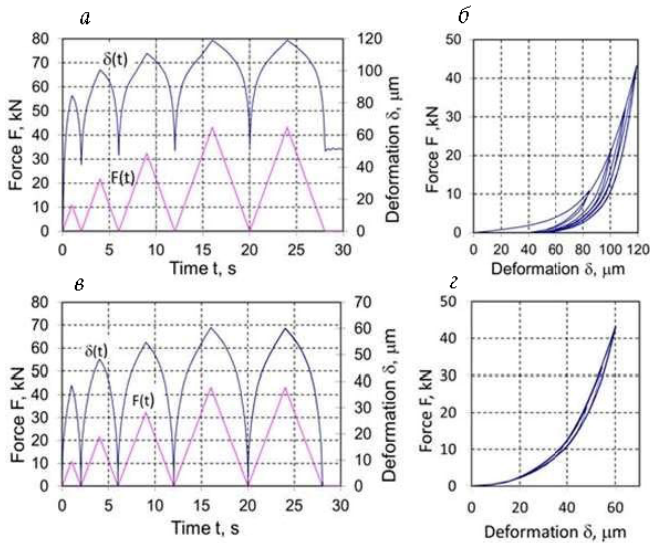 а
80
70
60
50
40
30
20
10
0
Force F, kN
δ(t)
F(t)
120
100
80
60
40
20
0
Deformation δ, μm
0 5 10 15 20 25 30
Time t, s
б
50
40
30
20
10
0
Force F ,kN
0 20 40 60 80 100 120
Deformation δ, μm
в
80
70
60
50
40
30
20
10
0
Force F, kN
δ(t)
F(t)
70
60
50
40
30
20
10
0
Deformation δ, μm
0 5 10 15 20 25 30
Time t, s
г
50
40
30
20
10
0
Force F, kN
0 20 40 60
Deformation δ, μm